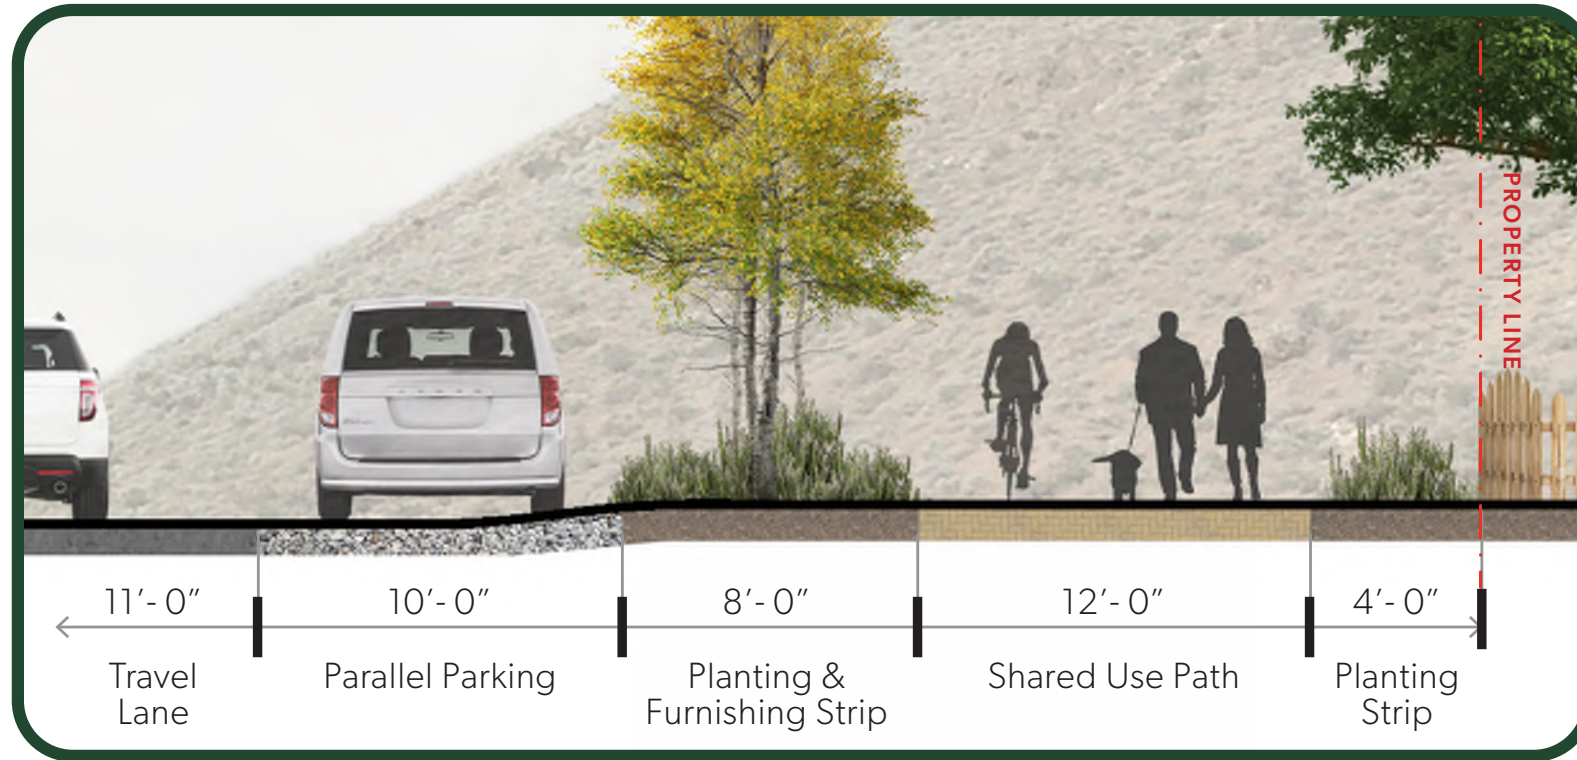 PROPERTY LINE
11'-0" 10'-0" 8'-0" 12'-0" 4'-0"
Travel
Lane
Parallel Parking
Planting &
Furnishing Strip
Shared Use Path
Planting
Strip